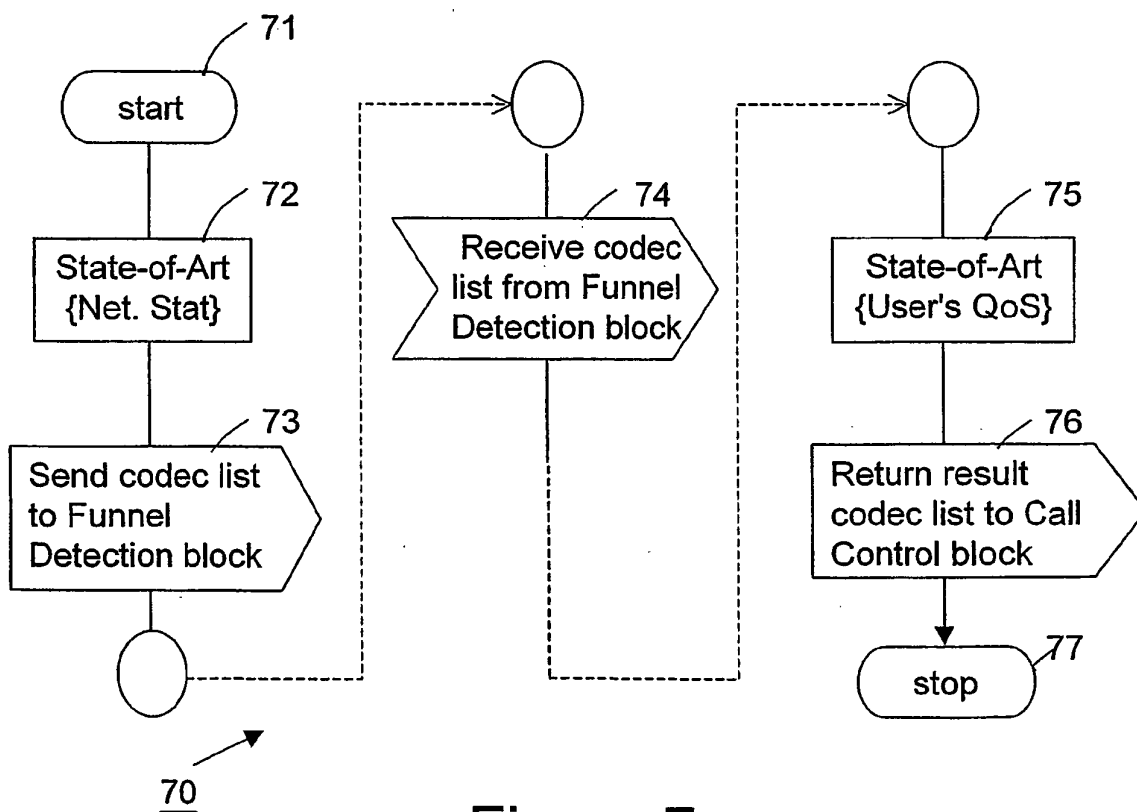 71
start
72
State-of-Art
{Net. Stat}
73
Send codec list
to Funnel
Detection block
74
Receive codec
list from Funnel
Detection block
75
State-of-Art
{User's QoS}
76
Return result
codec list to Call
Control block
77
stop
70